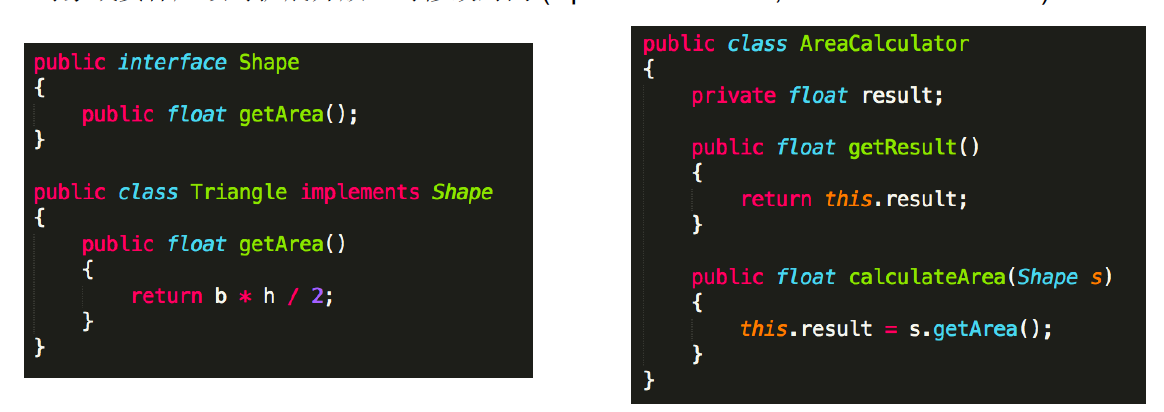 public interface Shape
{
public float getArea();
}
public class Triangle implements Shape
{
public float getArea()
{
return b * h / 2;
}
}
public class AreaCalculator
{
private float result;
public float getResult()
{
return this.result;
}
public float calculateArea(Shape s)
{
this.result = s.getArea();
}
}